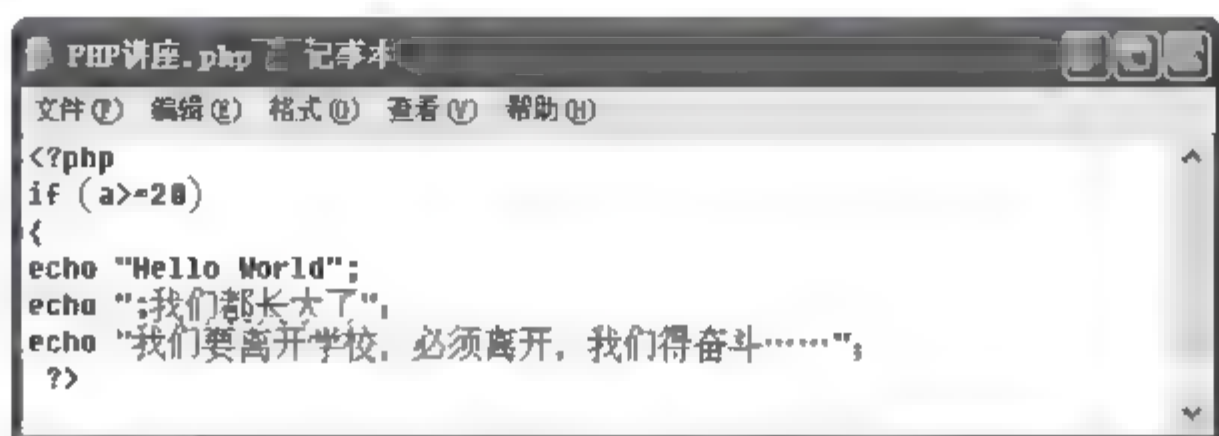 PHP讲座.php - 记事本
文件(F) 编辑(E) 格式(O) 查看(V) 帮助(H)
<?php
if (a>=20)
{
echo "Hello World";
echo ";我们都长大了";
echo "我们要离开学校, 必须离开, 我们得奋斗……";
?>